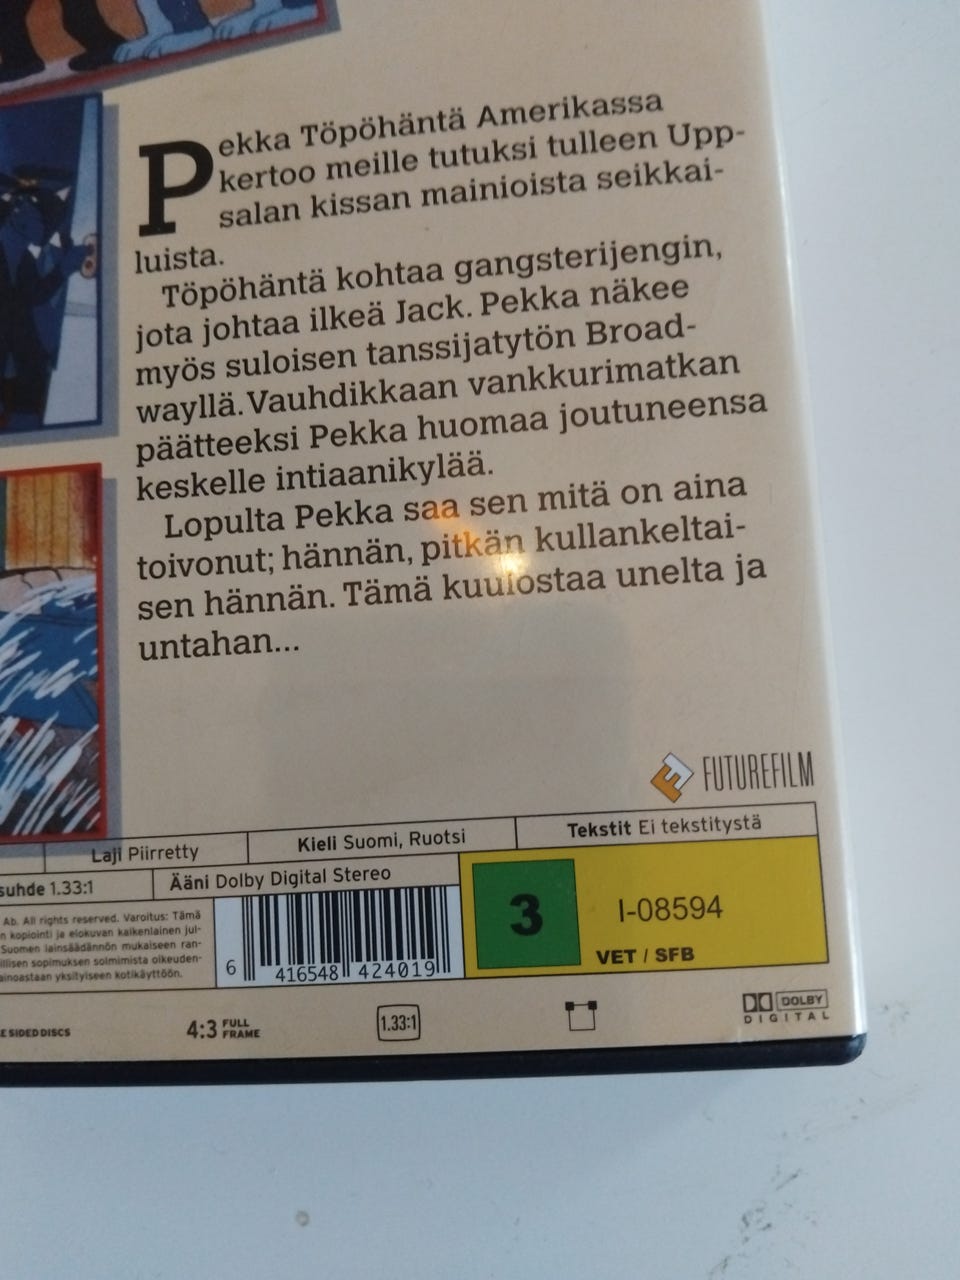 Pekka Töpöhäntä Amerikassa
kertoo meille tutuksi tulleen Upp-
salan kissan mainioista seikkai-
luista.
Töpöhäntä kohtaa gangsterijengin,
jota johtaa ilkeä Jack. Pekka näkee
myös suloisen tanssijatytön Broad-
wayllä. Vauhdikkaan vankkurimatkan
päätteeksi Pekka huomaa joutuneensa
keskelle intiaanikylää.
Lopulta Pekka saa sen mitä on aina
toivonut; hännän, pitkän kullankeltai-
sen hännän. Tämä kuulostaa unelta ja
untahan...
FUTUREFILM
Laji Piirretty
Kieli Suomi, Ruotsi
Tekstit Ei tekstitystä
suhde 1.33:1
Ääni Dolby Digital Stereo
Ab. All rights reserved. Varoitus: Tämä
n kopiointi ja elokuvan kaikenlainen jul-
Suomen lainsäädännön mukaiseen ran-
llisen sopimuksen solmimista oikeuden-
ainoastaan yksityiseen kotikäyttöön.
6 416548 424019
3
I-08594
VET / SFB
E SIDED DISCS
4:3 FULL FRAME
1.33:1
DOLBY
DIGITAL